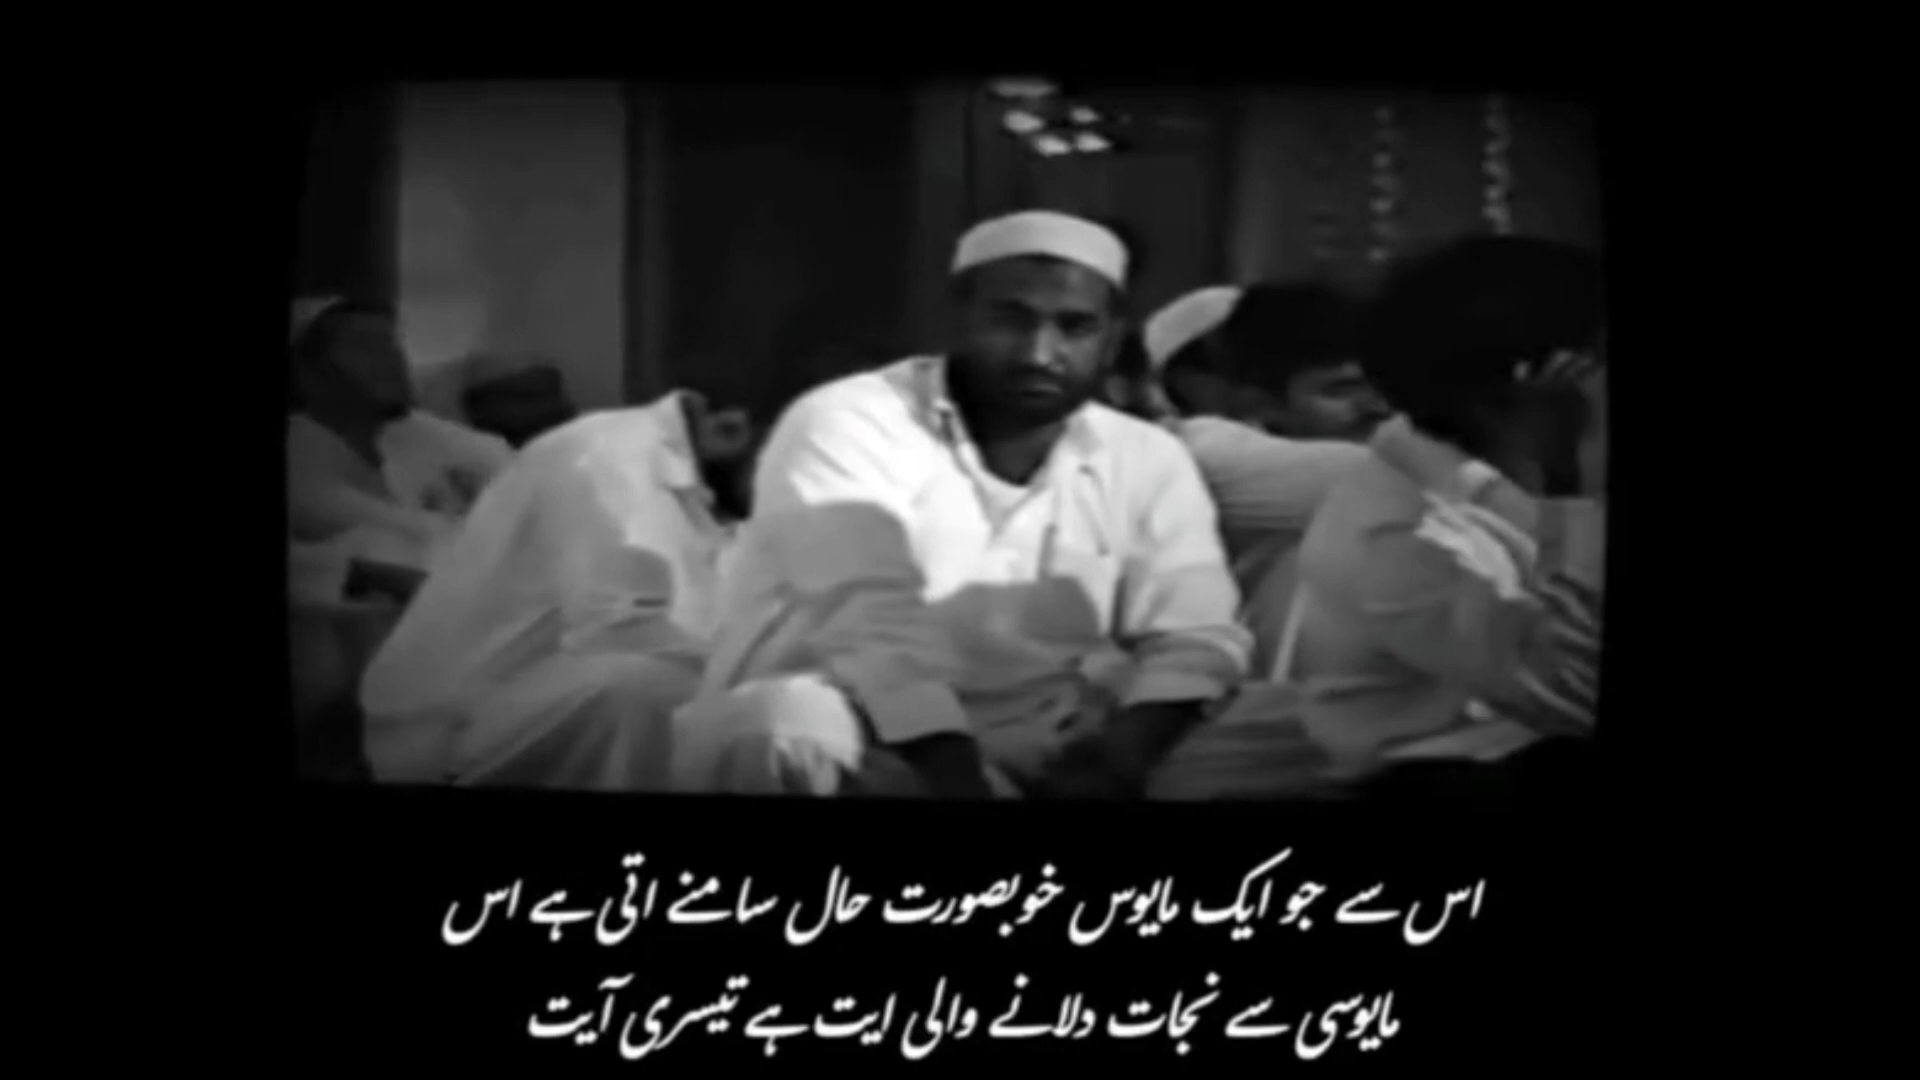 اس سے جو ایک مایوس خوبصورت حال سامنے اتی ہے اس
مایوسی سے نجات دلانے والی ایت ہے تیسری آیت